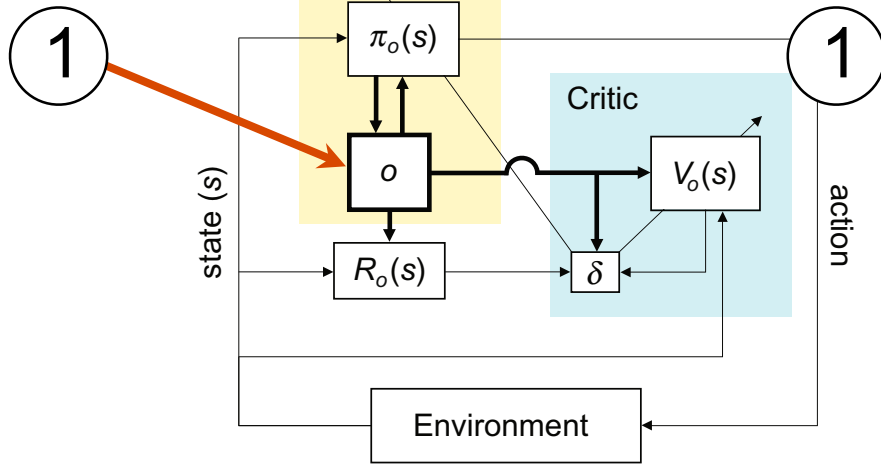 1
π_o(s)
1
Critic
o
V_o(s)
state (s)
action
R_o(s)
δ
Environment